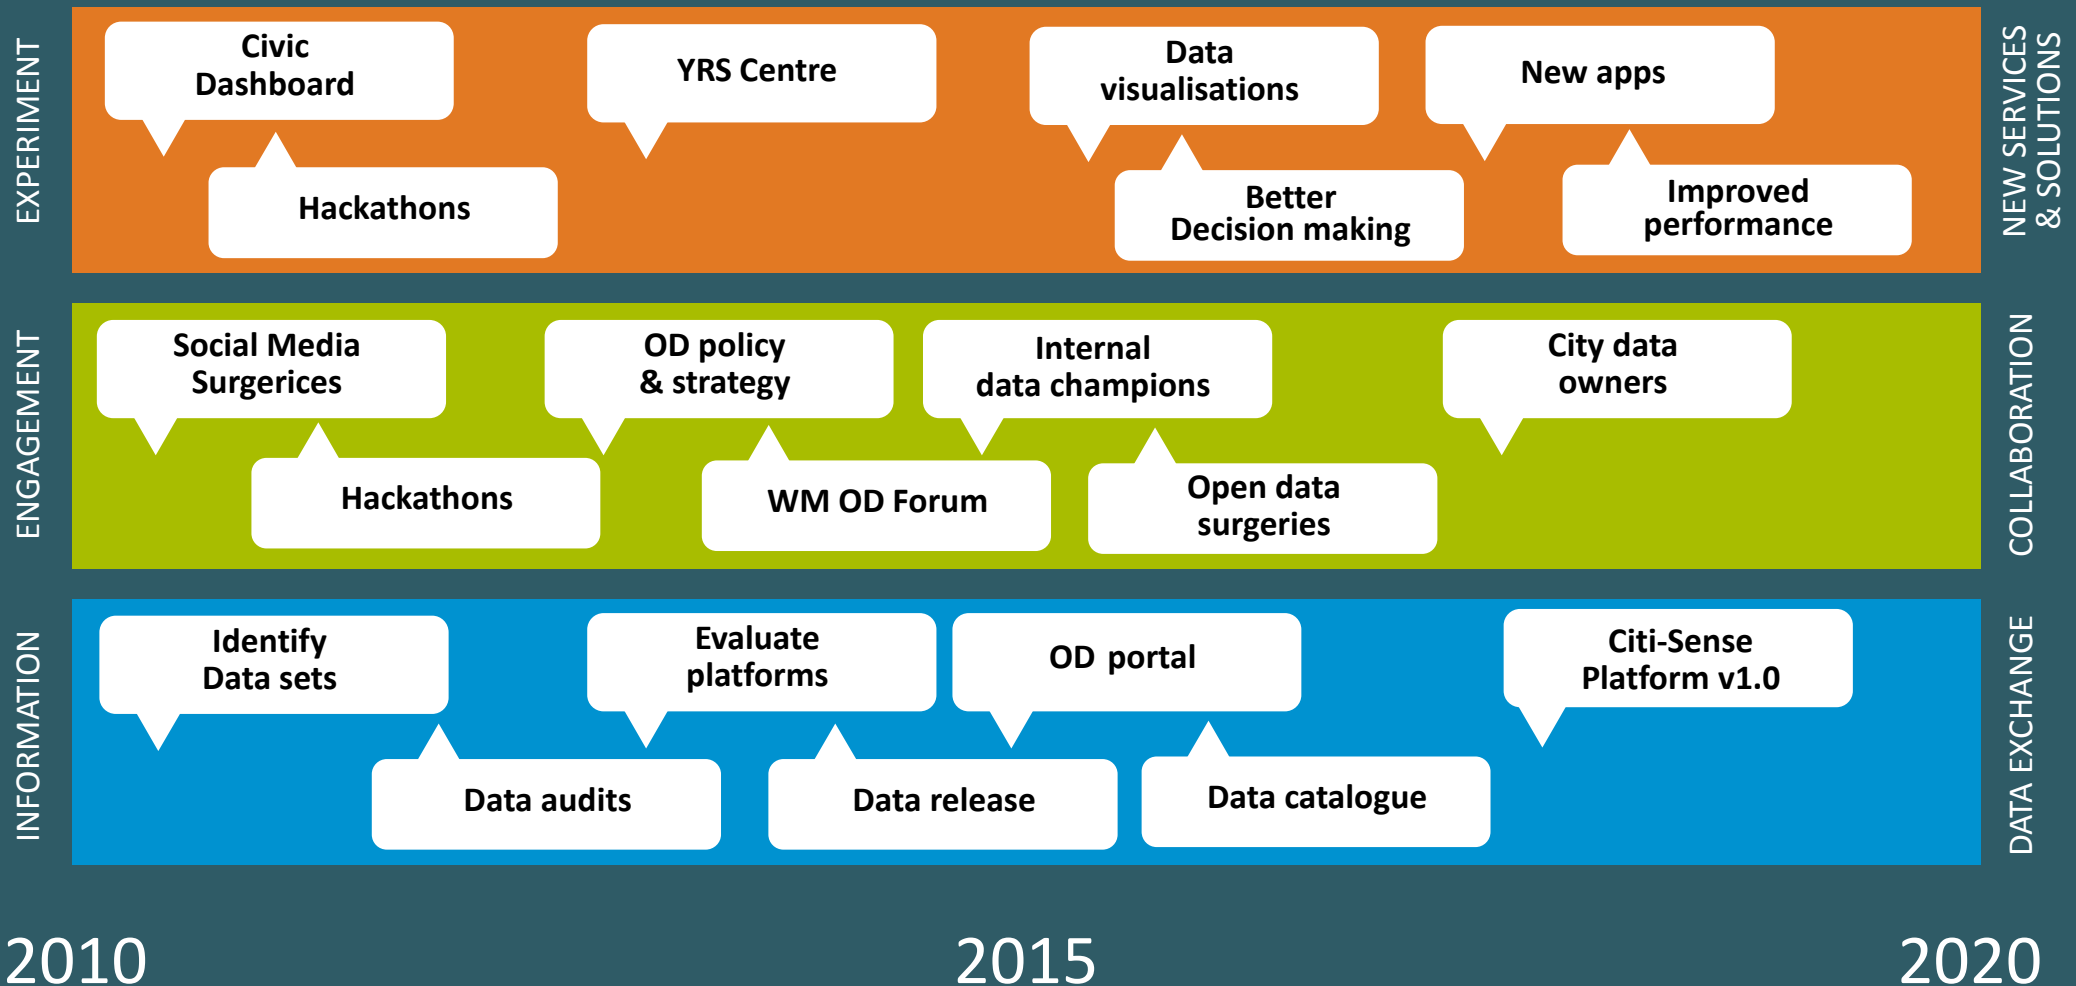 EXPERIMENT
Civic
Dashboard
Hackathons
YRS Centre
Data
visualisations
Better
Decision making
New apps
Improved
performance
NEW SERVICES
& SOLUTIONS
ENGAGEMENT
Social Media
Surgerices
Hackathons
OD policy
& strategy
WM OD Forum
Internal
data champions
Open data
surgeries
City data
owners
COLLABORATION
INFORMATION
Identify
Data sets
Data audits
Evaluate
platforms
Data release
OD portal
Data catalogue
Citi-Sense
Platform v1.0
DATA EXCHANGE
2010
2015
2020